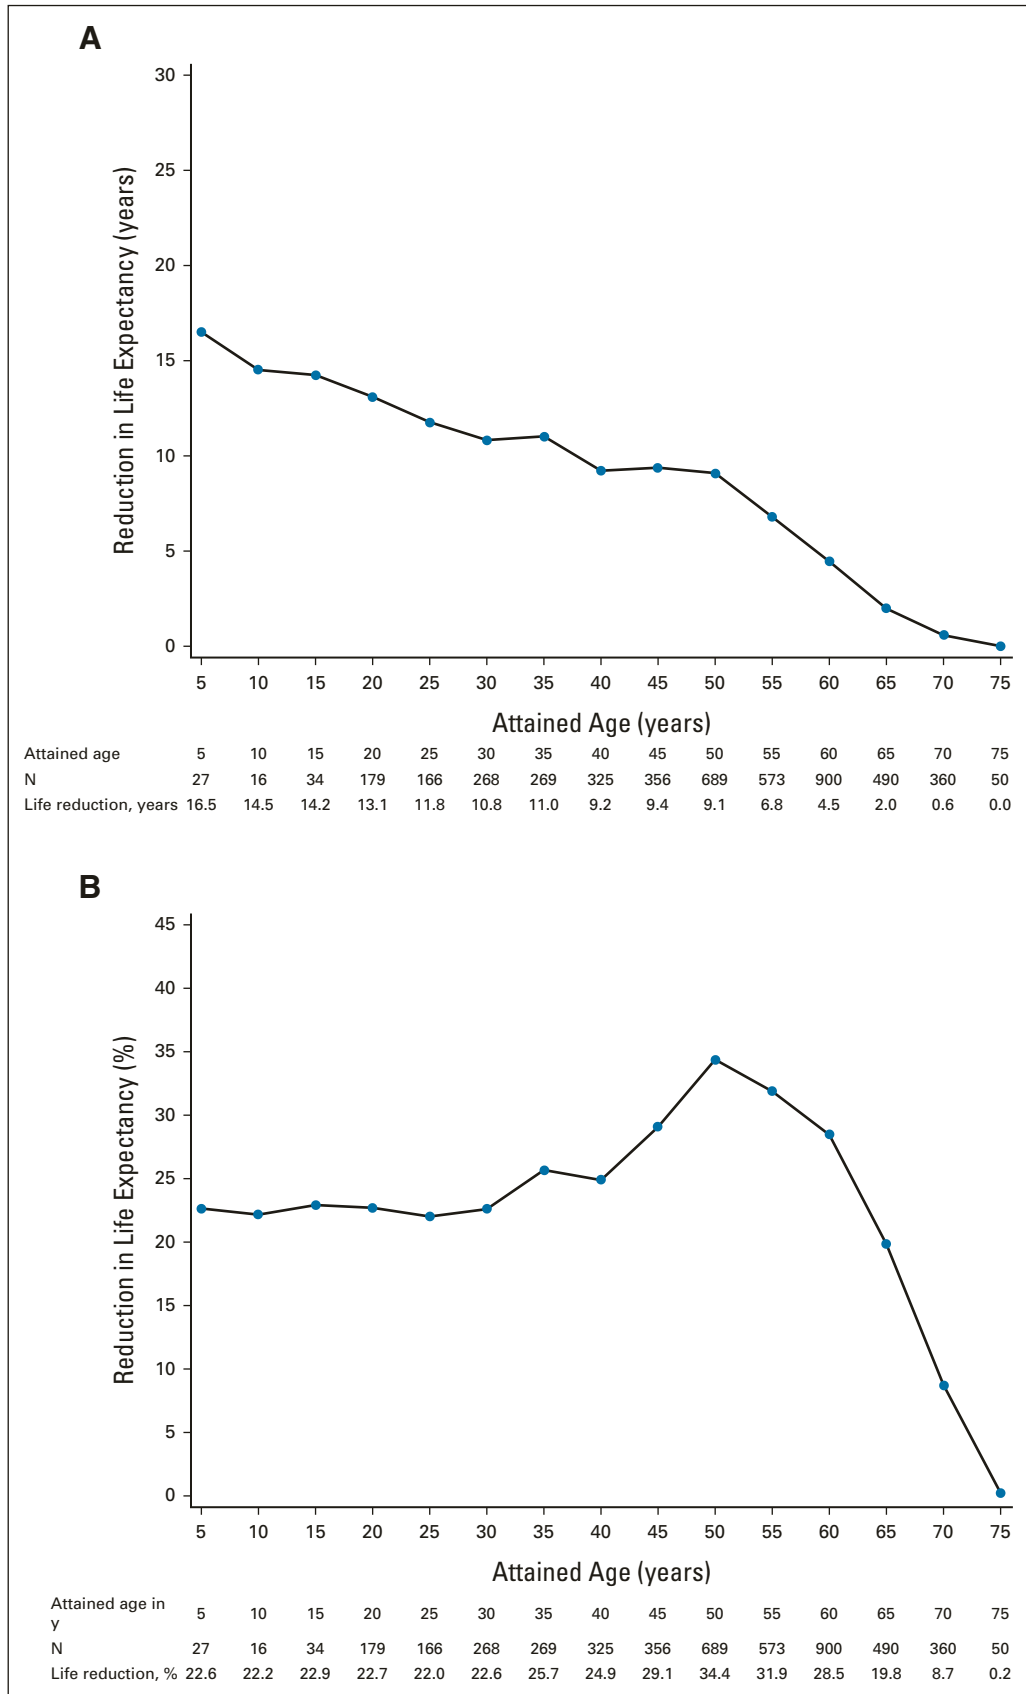 A
30
25
20
15
10
5
0
Reduction in Life Expectancy (years)
5 10 15 20 25 30 35 40 45 50 55 60 65 70 75
Attained Age (years)
Attained age 5 10 15 20 25 30 35 40 45 50 55 60 65 70 75
N 27 16 34 179 166 268 269 325 356 689 573 900 490 360 50
Life reduction, years 16.5 14.5 14.2 13.1 11.8 10.8 11.0 9.2 9.4 9.1 6.8 4.5 2.0 0.6 0.0
B
45
40
35
30
25
20
15
10
5
0
Reduction in Life Expectancy (%)
5 10 15 20 25 30 35 40 45 50 55 60 65 70 75
Attained Age (years)
Attained age in
y 5 10 15 20 25 30 35 40 45 50 55 60 65 70 75
N 27 16 34 179 166 268 269 325 356 689 573 900 490 360 50
Life reduction, % 22.6 22.2 22.9 22.7 22.0 22.6 25.7 24.9 29.1 34.4 31.9 28.5 19.8 8.7 0.2